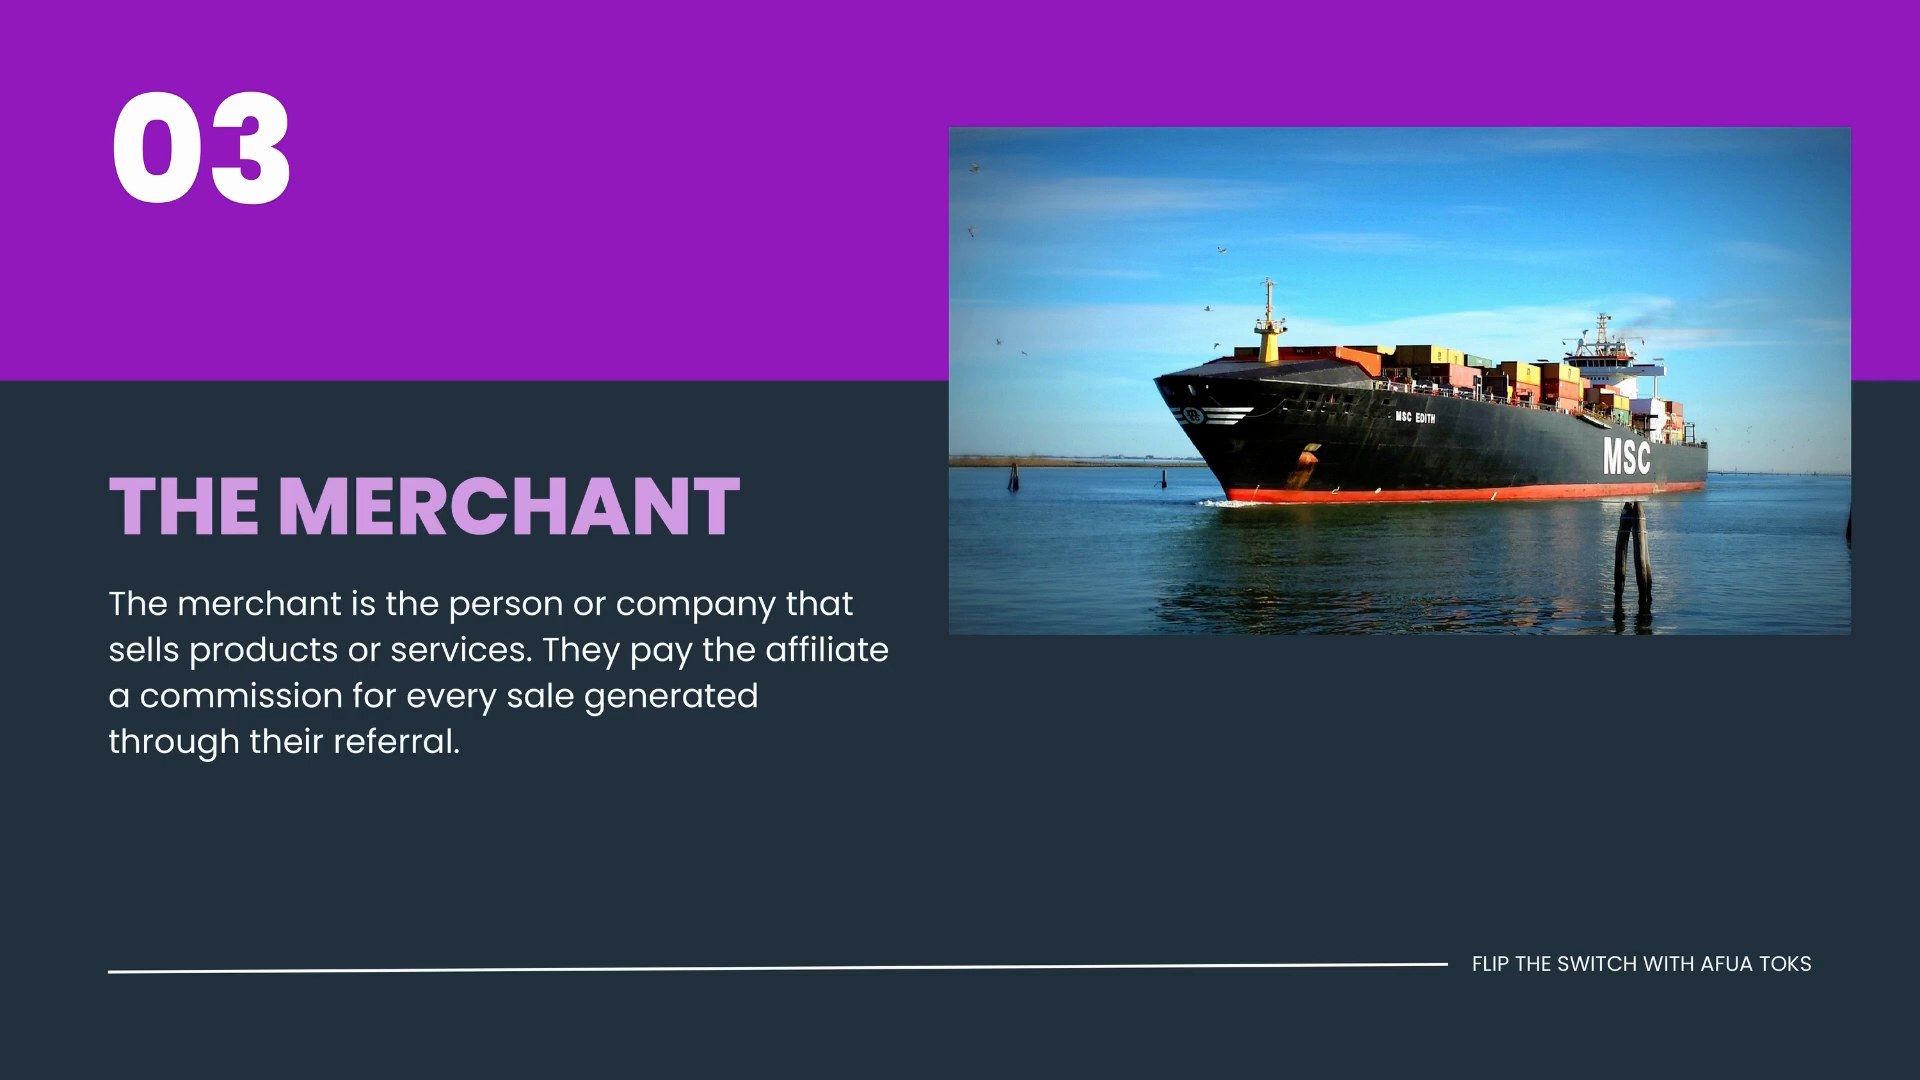 03
THE MERCHANT
The merchant is the person or company that
sells products or services. They pay the affiliate
a commission for every sale generated
through their referral.
MSC EDITH
MSC
FLIP THE SWITCH WITH AFUA TOKS